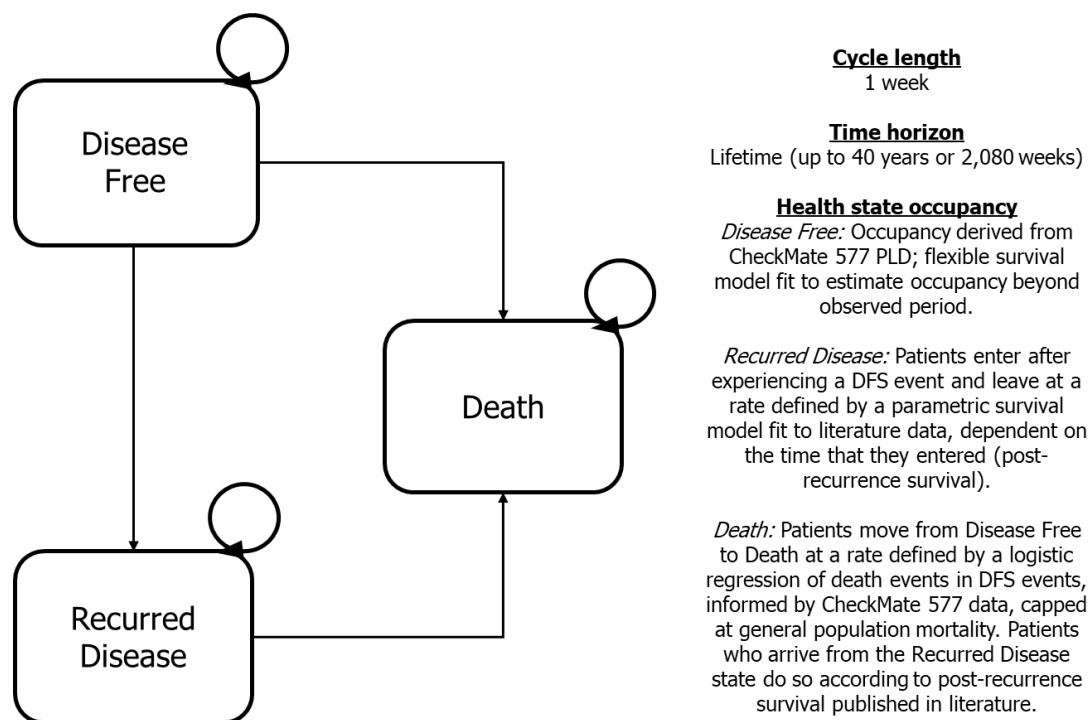 Disease
Free
Death
Recurred
Disease
Cycle length
1 week
Time horizon
Lifetime (up to 40 years or 2,080 weeks)
Health state occupancy
Disease Free: Occupancy derived from
CheckMate 577 PLD; flexible survival
model fit to estimate occupancy beyond
observed period.
Recurred Disease: Patients enter after
experiencing a DFS event and leave at a
rate defined by a parametric survival
model fit to literature data, dependent on
the time that they entered (post-
recurrence survival).
Death: Patients move from Disease Free
to Death at a rate defined by a logistic
regression of death events in DFS events,
informed by CheckMate 577 data, capped
at general population mortality. Patients
who arrive from the Recurred Disease
state do so according to post-recurrence
survival published in literature.